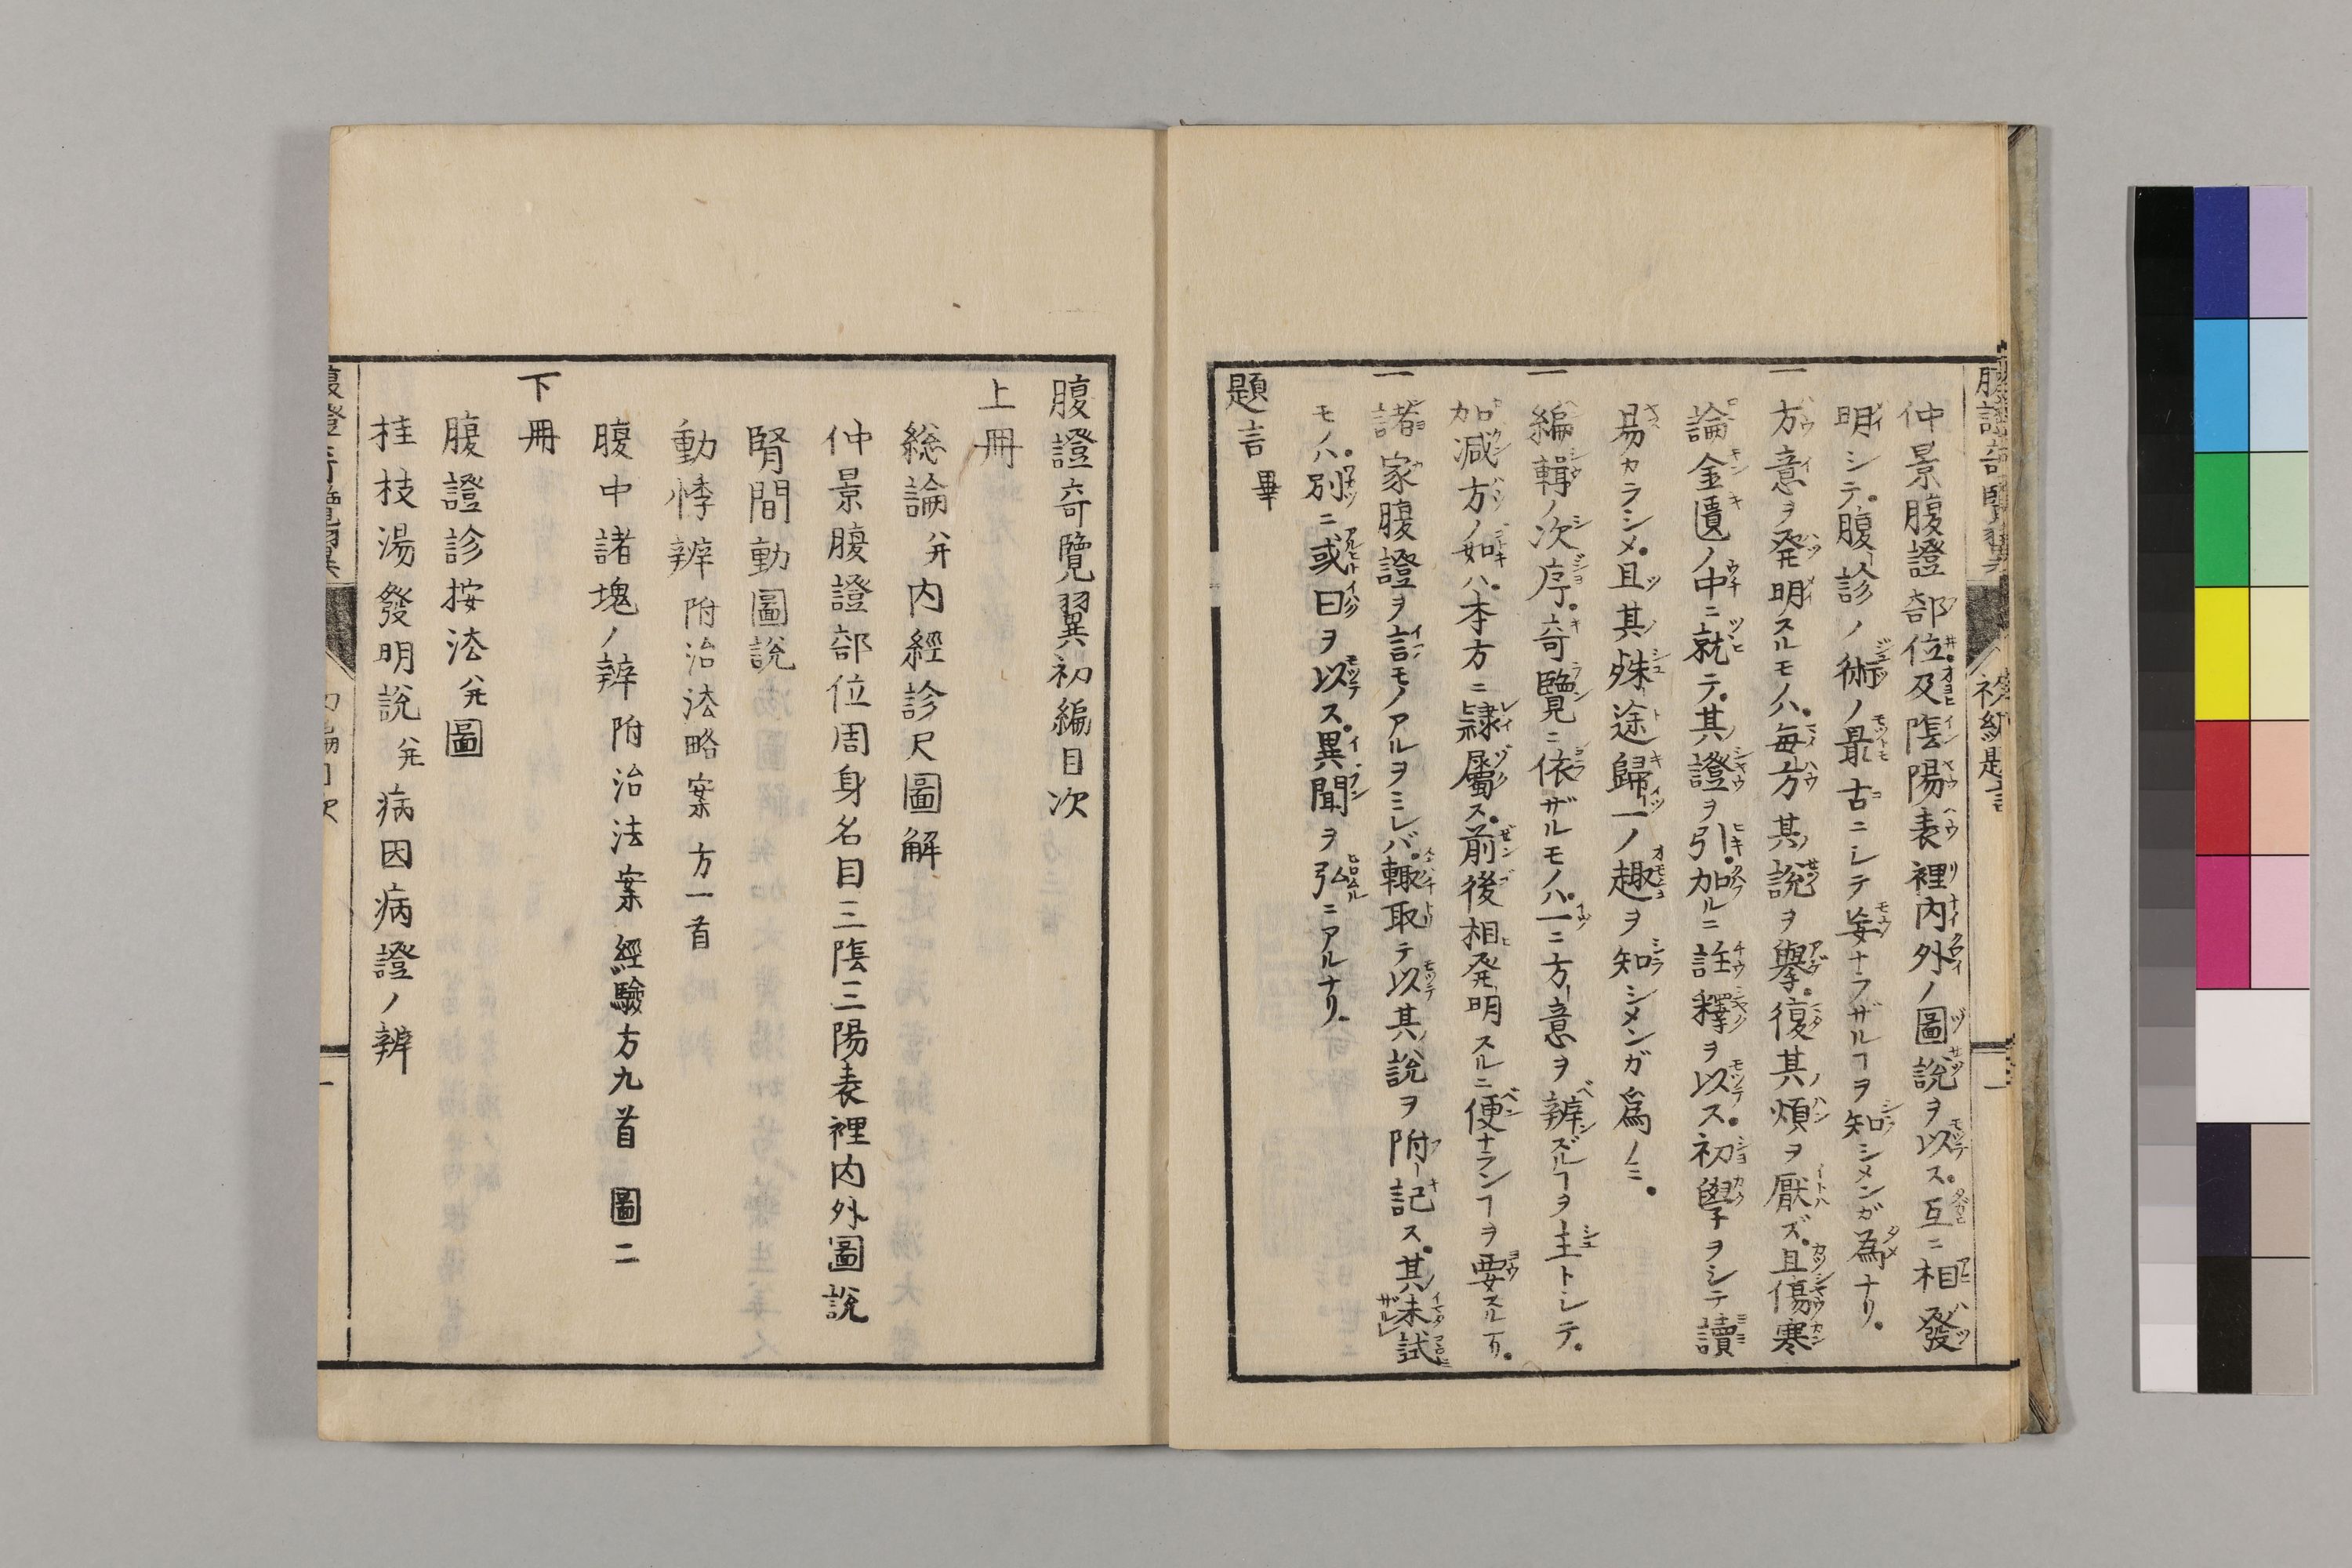 仲景腹證部位及陰陽表裡内外ノ圖説ヲ以ス互ニ相發
明シテ腹診ノ術ノ最古ニシテ妄ナラザルヿヲ知シメンガ為ナリ
一方意ヲ発明スルモノハ毎方其説ヲ擧復其煩ヲ厭ズ且傷寒
論金匱ノ中ニ就テ其證ヲ引加ルニ註釋ヲ以ス初學ヲシテ讀
易カラシメ且其殊途歸一ノ趣ヲ知シメンガ爲ノミ
一編輯ノ次序奇覽ニ依ザルモノハ一ニ方意ヲ辨ズルヿヲ主トシテ
加減方ノ如ハ本方ニ隷屬ス前後相発明スルニ便ナランヿヲ要スルナリ
一諸家腹證ヲ言モノアルヲミレバ輙取テ以其説ヲ附記ス其未試
モノハ別ニ或曰ヲ以ス異聞ヲ弘ニアルナリ
題言畢
腹證奇覽翼初編目次
上冊
総論并内經診尺圖解
仲景腹證部位周身名目三陰三陽表裡内外圖説
腎間動圖説
動悸辨附治法略案方一首
腹中諸塊ノ辨附治法案經驗方九首圖二
下冊
腹證診按法并圖
桂枝湯發明説并病因病證ノ辨